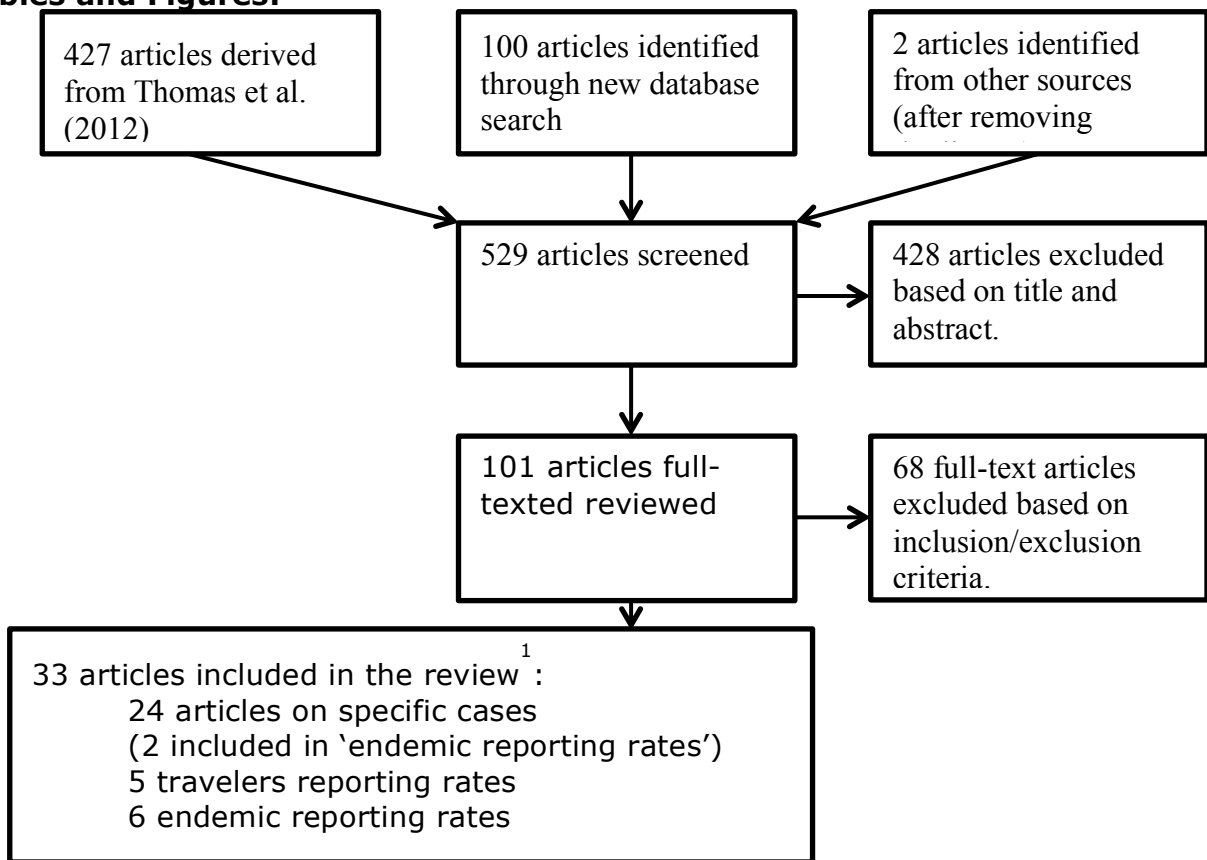 bles and Figures.
427 articles derived
from Thomas et al.
(2012)
100 articles identified
through new database
search
2 articles identified
from other sources
(after removing
529 articles screened
428 articles excluded
based on title and
abstract.
101 articles full-
texted reviewed
68 full-text articles
excluded based on
inclusion/exclusion
criteria.
33 articles included in the review1:
24 articles on specific cases
(2 included in ‘endemic reporting rates’)
5 travelers reporting rates
6 endemic reporting rates